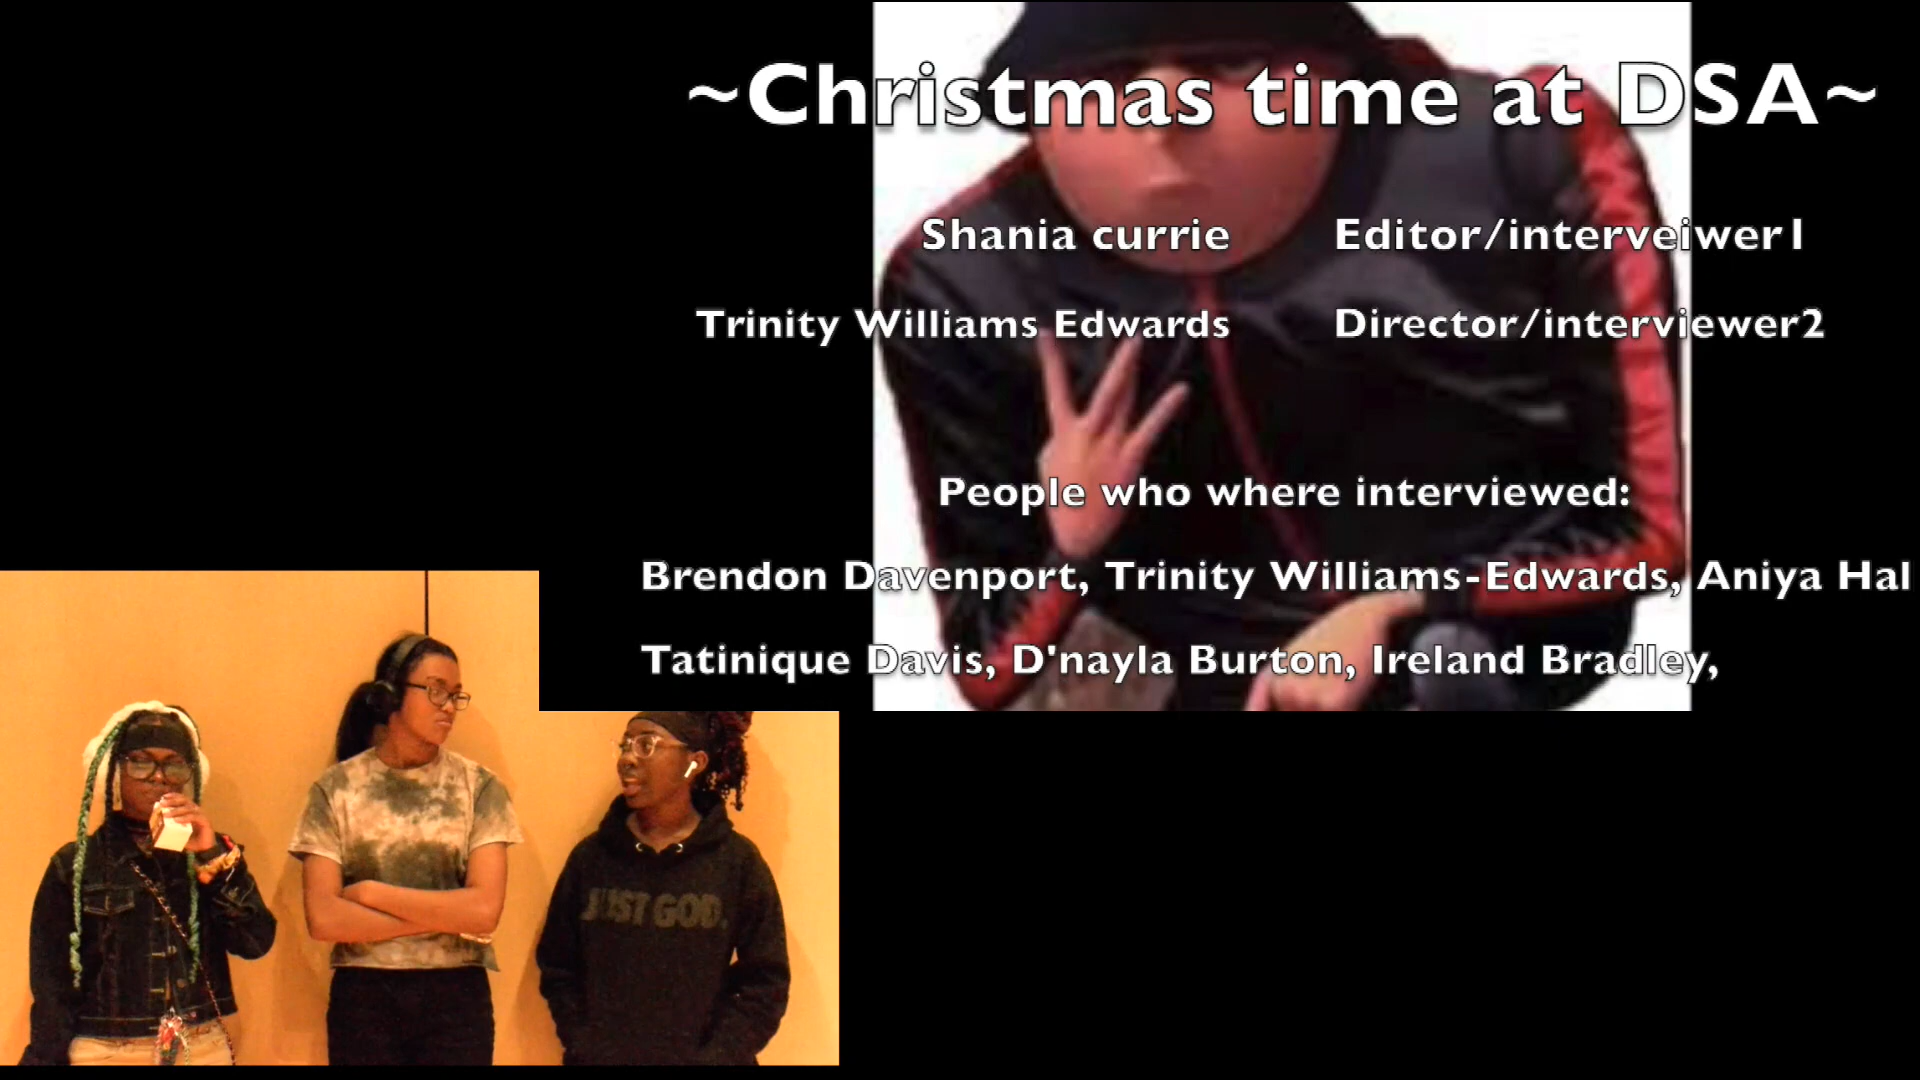 ~Christmas time at DSA~
Shania currie Editor/interveiwer1
Trinity Williams Edwards Director/interviewer2
People who where interviewed:
Brendon Davenport, Trinity Williams-Edwards, Aniya Hal
Tatinique Davis, D'nayla Burton, Ireland Bradley,
JUST GOD.